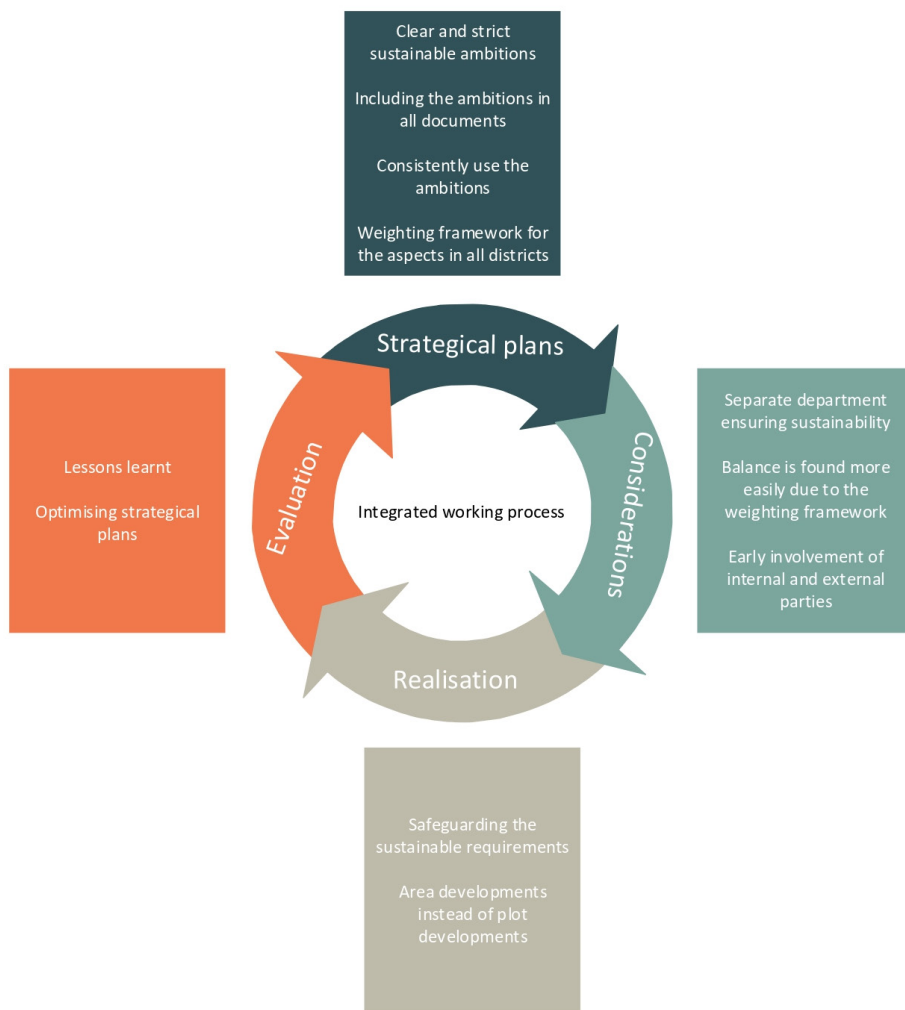 Clear and strict
sustainable ambitions
Including the ambitions in
all documents
Consistently use the
ambitions
Weighting framework for
the aspects in all districts
Strategical plans
Considerations
Realisation
Evaluation
Integrated working process
Separate department
ensuring sustainability
Balance is found more
easily due to the
weighting framework
Early involvement of
internal and external
parties
Safeguarding the
sustainable requirements
Area developments
instead of plot
developments
Lessons learnt
Optimising strategical
plans